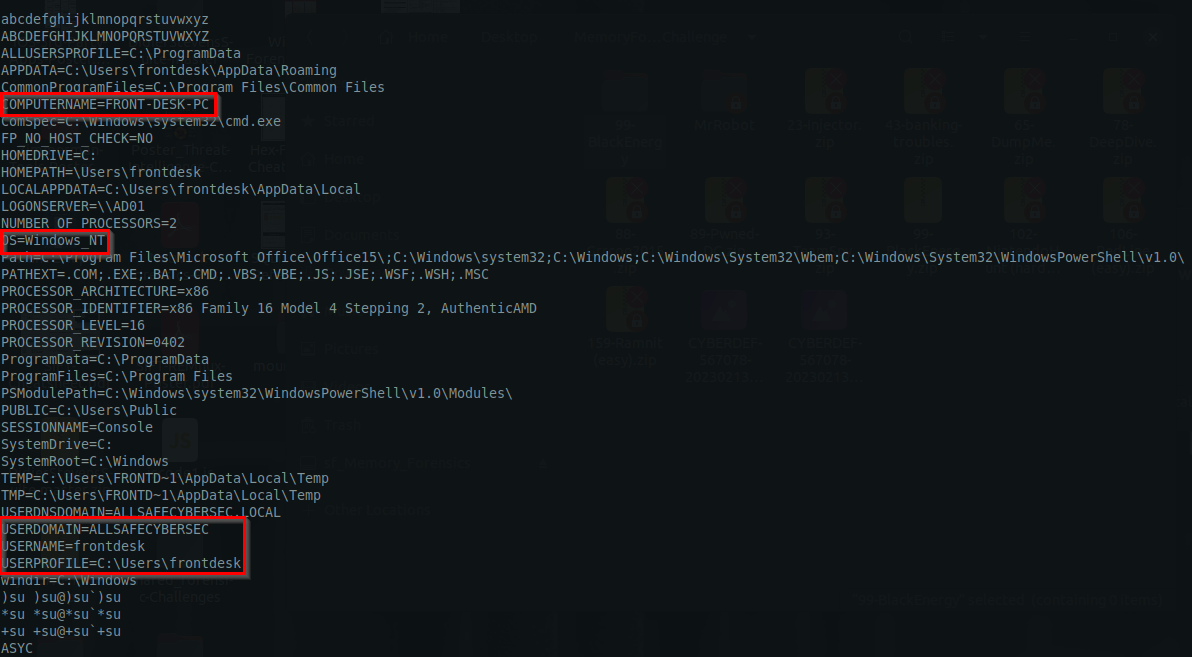 abcdefghijklmnopqrstuvwxyz
ABCDEFGHIJKLMNOPQRSTUVWXYZ
ALLUSERSPROFILE=C:\ProgramData
APPDATA=C:\Users\frontdesk\AppData\Roaming
CommonProgramFiles=C:\Program Files\Common Files
COMPUTERNAME=FRONT-DESK-PC
ComSpec=C:\Windows\system32\cmd.exe
FP_NO_HOST_CHECK=NO
HOMEDRIVE=C:
HOMEPATH=\Users\frontdesk
LOCALAPPDATA=C:\Users\frontdesk\AppData\Local
LOGONSERVER=\\AD01
NUMBER_OF_PROCESSORS=2
OS=Windows_NT
Path=C:\Program Files\Microsoft Office\Office15\;C:\Windows\system32;C:\Windows;C:\Windows\System32\Wbem;C:\Windows\System32\WindowsPowerShell\v1.0\
PATHEXT=.COM;.EXE;.BAT;.CMD;.VBS;.VBE;.JS;.JSE;.WSF;.WSH;.MSC
PROCESSOR_ARCHITECTURE=x86
PROCESSOR_IDENTIFIER=x86 Family 16 Model 4 Stepping 2, AuthenticAMD
PROCESSOR_LEVEL=16
PROCESSOR_REVISION=0402
ProgramData=C:\ProgramData
ProgramFiles=C:\Program Files
PSModulePath=C:\Windows\system32\WindowsPowerShell\v1.0\Modules\
PUBLIC=C:\Users\Public
SESSIONNAME=Console
SystemDrive=C:
SystemRoot=C:\Windows
TEMP=C:\Users\FRONTD~1\AppData\Local\Temp
TMP=C:\Users\FRONTD~1\AppData\Local\Temp
USERDNSDOMAIN=ALLSAFECYBERSEC.LOCAL
USERDOMAIN=ALLSAFECYBERSEC
USERNAME=frontdesk
USERPROFILE=C:\Users\frontdesk
windir=C:\Windows
)su )su@)su`)su
*su *su@*su`*su
+su +su@+su`+su
ASYC